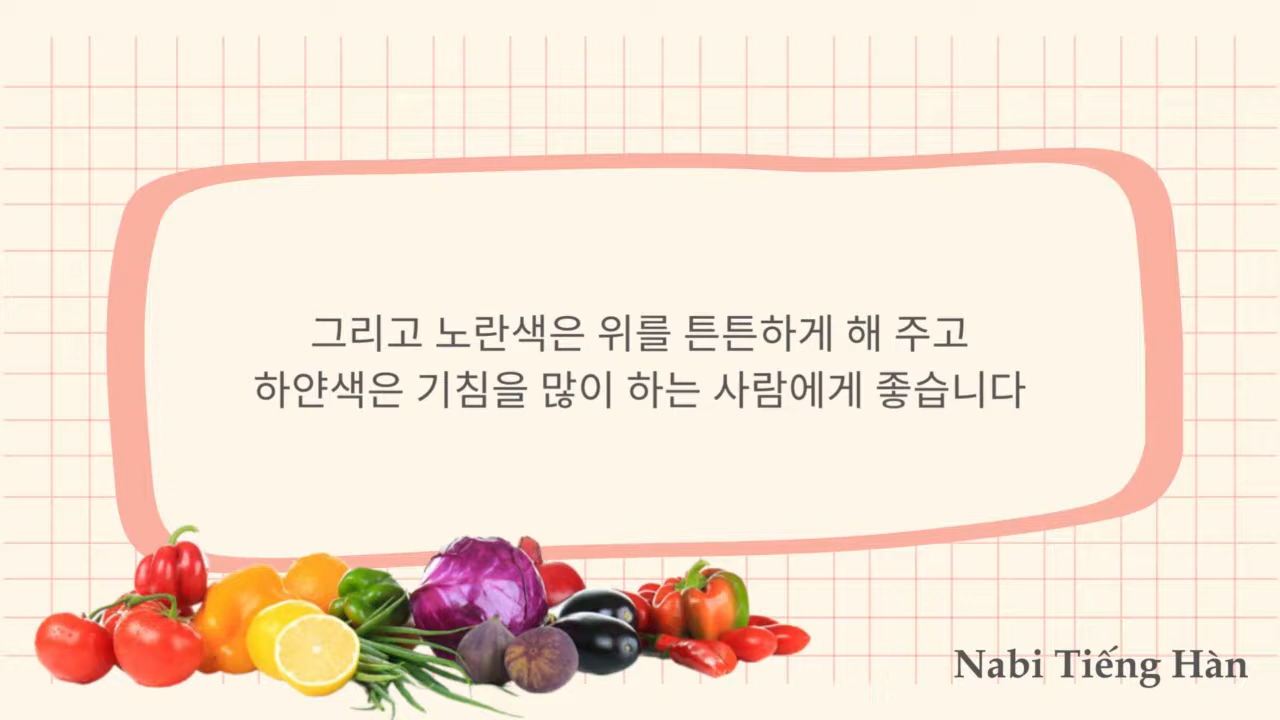 그리고 노란색은 위를 튼튼하게 해 주고
하얀색은 기침을 많이 하는 사람에게 좋습니다
Nabi Tiếng Hàn